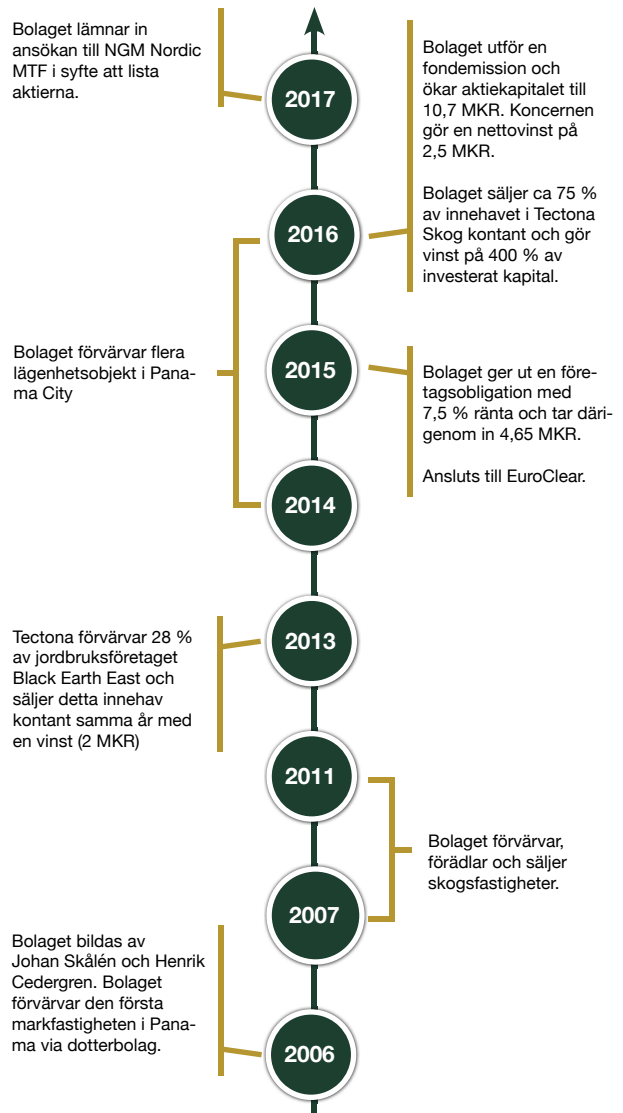 Bolaget lämnar in
ansökan till NGM Nordic
MTF i syfte att lista
aktierna.
2017
Bolaget utför en
fondemission och
ökar aktiekapitalet till
10,7 MKR. Koncernen
gör en nettovinst på
2,5 MKR.
Bolaget säljer ca 75 %
av innehavet i Tectona
Skog kontant och gör
vinst på 400 % av
investerat kapital.
2016
Bolaget förvärvar flera
lägenhetsobjekt i Pana-
ma City
2015
Bolaget ger ut en före-
tagsobligation med
7,5 % ränta och tar däri-
genom in 4,65 MKR.
Ansluts till EuroClear.
2014
Tectona förvärvar 28 %
av jordbruksföretaget
Black Earth East och
säljer detta innehav
kontant samma år med
en vinst (2 MKR)
2013
2011
Bolaget förvärvar,
förädlar och säljer
skogsfastigheter.
2007
Bolaget bildas av
Johan Skålén och Henrik
Cedergren. Bolaget
förvärvar den första
markfastigheten i Pana-
ma via dotterbolag.
2006